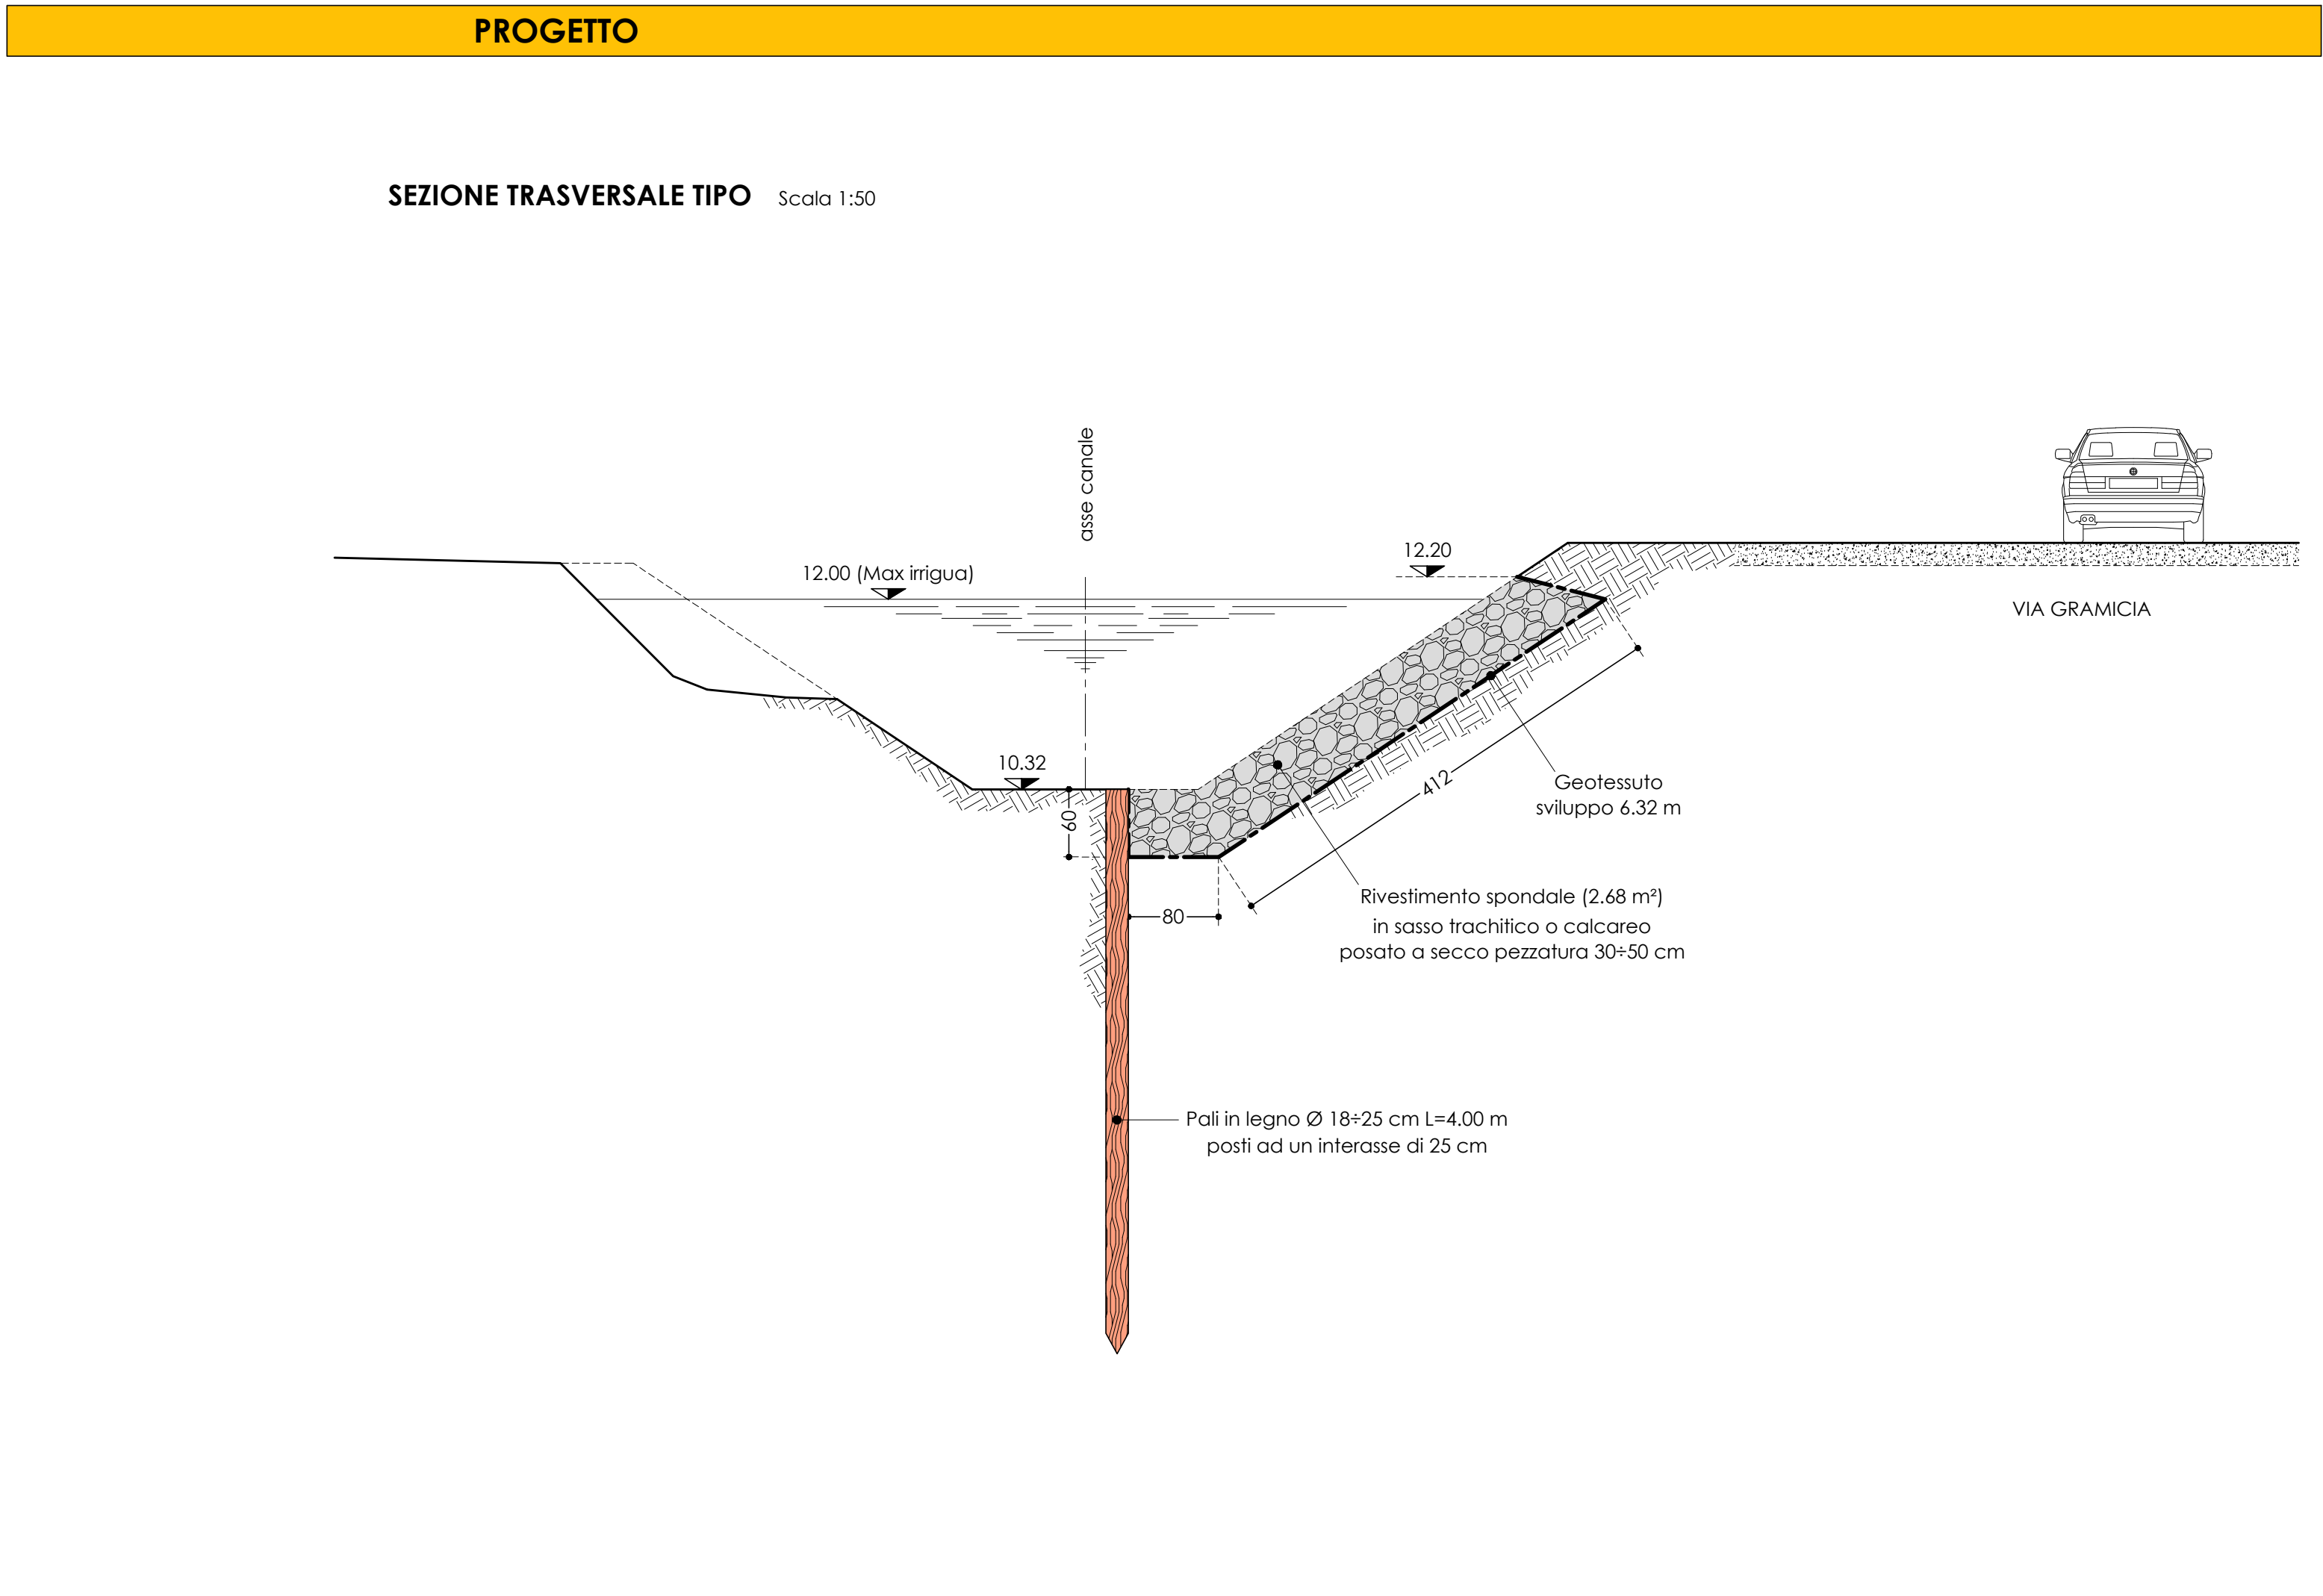 PROGETTO
SEZIONE TRASVERSALE TIPO Scala 1:50
asse canale
12.20
12.00 (Max irrigua)
VIA GRAMICIA
10.32
60
412
Geotessuto
sviluppo 6.32 m
80
Rivestimento spondale (2.68 m²)
in sasso trachitico o calcareo
posato a secco pezzatura 30÷50 cm
Pali in legno Ø 18÷25 cm L=4.00 m
posti ad un interasse di 25 cm